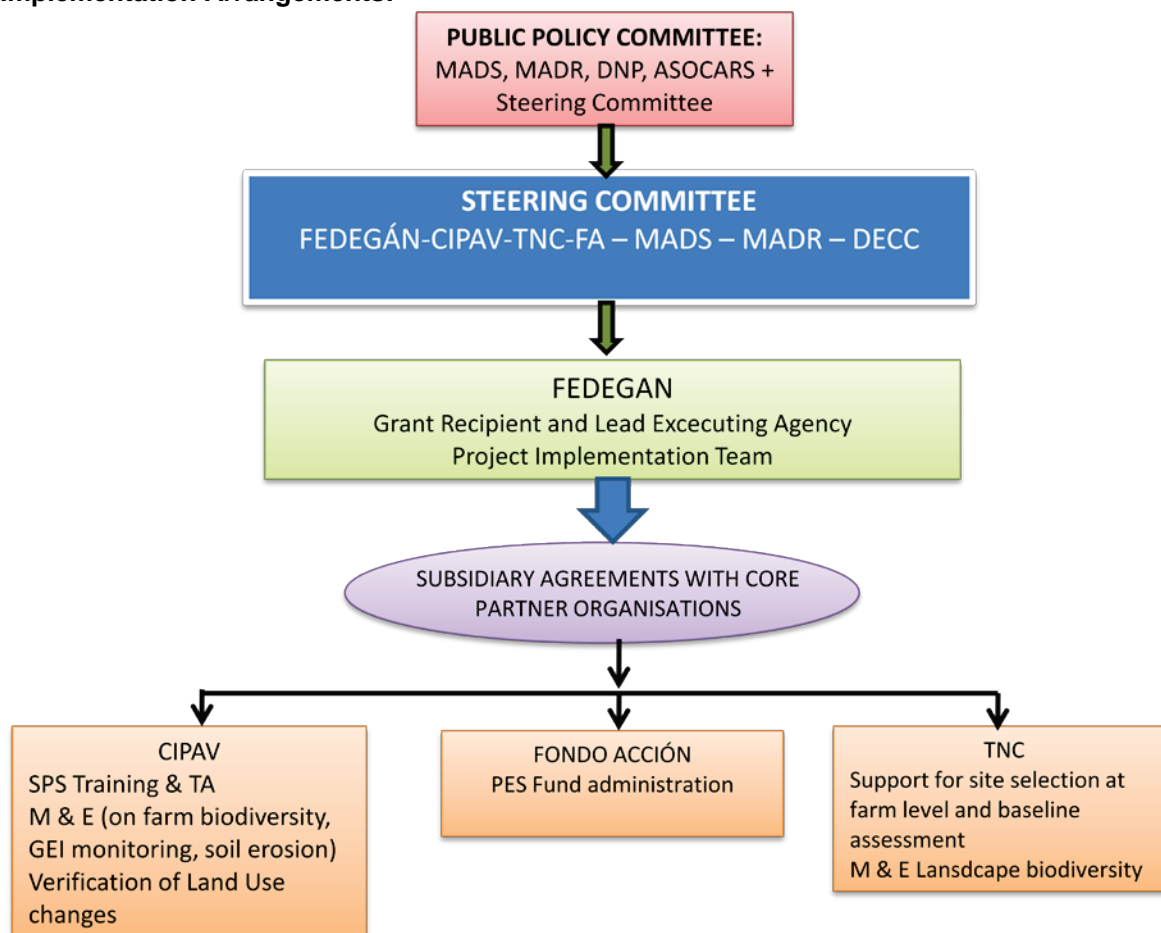 Implementation Arrangements:
PUBLIC POLICY COMMITTEE:
MADS, MADR, DNP, ASOCARS +
Steering Committee
STEERING COMMITTEE
FEDEGÁN-CIPAV-TNC-FA – MADS – MADR – DECC
FEDEGAN
Grant Recipient and Lead Excecuting Agency
Project Implementation Team
SUBSIDIARY AGREEMENTS WITH CORE
PARTNER ORGANISATIONS
CIPAV
SPS Training & TA
M & E (on farm biodiversity,
GEI monitoring, soil erosion)
Verification of Land Use
changes
FONDO ACCIÓN
PES Fund administration
TNC
Support for site selection at
farm level and baseline
assessment
M & E Lansdcape biodiversity